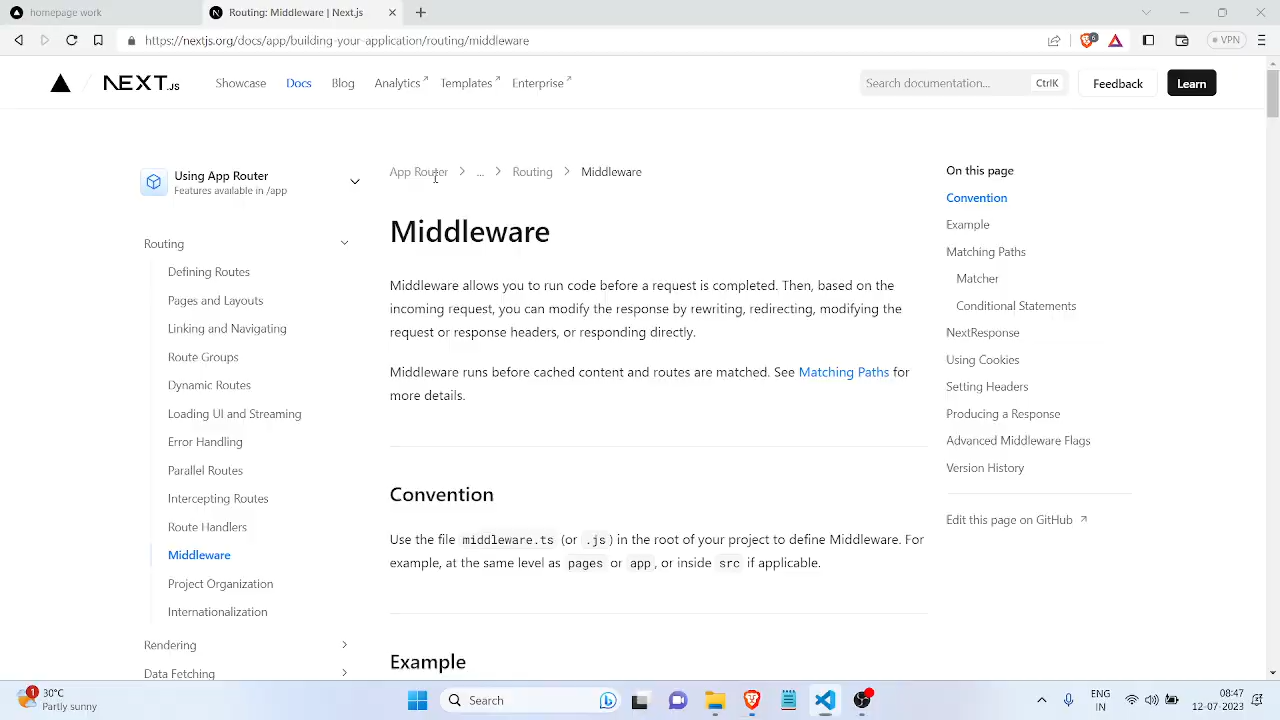 homepage work
Routing: Middleware | Next.js
https://nextjs.org/docs/app/building-your-application/routing/middleware
6
VPN
NEXT.JS
Showcase
Docs
Blog
Analytics
Templates
Enterprise
Search documentation...
CtrlK
Feedback
Learn
Using App Router
Features available in /app
Routing
Defining Routes
Pages and Layouts
Linking and Navigating
Route Groups
Dynamic Routes
Loading UI and Streaming
Error Handling
Parallel Routes
Intercepting Routes
Route Handlers
Middleware
Project Organization
Internationalization
Rendering
Data Fetching
App Router > ... > Routing > Middleware
Middleware
Middleware allows you to run code before a request is completed. Then, based on the
incoming request, you can modify the response by rewriting, redirecting, modifying the
request or response headers, or responding directly.
Middleware runs before cached content and routes are matched. See Matching Paths for
more details.
Convention
Use the file middleware.ts (or .js) in the root of your project to define Middleware. For
example, at the same level as pages or app, or inside src if applicable.
Example
On this page
Convention
Example
Matching Paths
Matcher
Conditional Statements
NextResponse
Using Cookies
Setting Headers
Producing a Response
Advanced Middleware Flags
Version History
Edit this page on GitHub
1
30°C
Partly sunny
Search
ENG
IN
08:47
12-07-2023